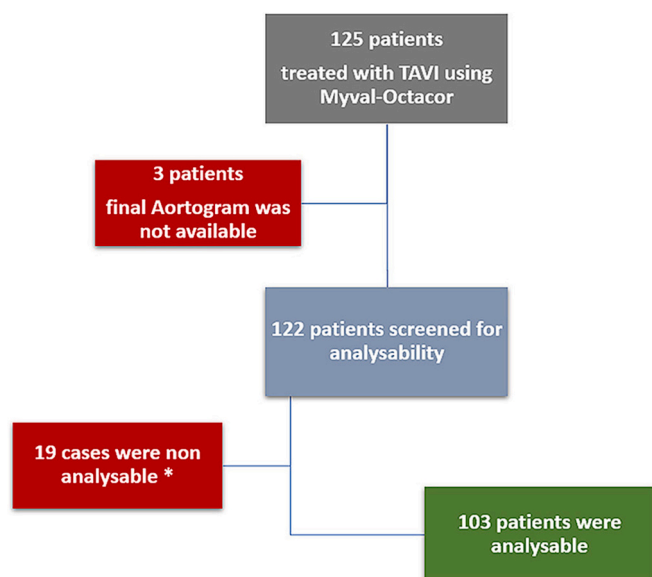 125 patients
treated with TAVI using
Myval-Octacor
3 patients
final Aortogram was
not available
122 patients screened for
analysability
19 cases were non
analysable *
103 patients were
analysable